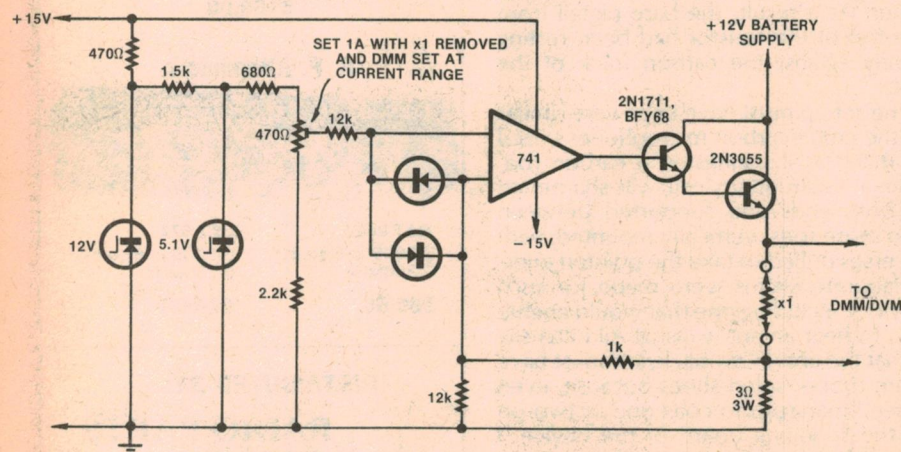 +15V
+12V BATTERY
SUPPLY
470Ω
SET 1A WITH x1 REMOVED
AND DMM SET AT
CURRENT RANGE
1.5k
680Ω
2N1711,
BFY68
470Ω
12k
741
2N3055
-15V
12V
5.1V
x1
TO
DMM/DVM
2.2k
1k
12k
3Ω
3W